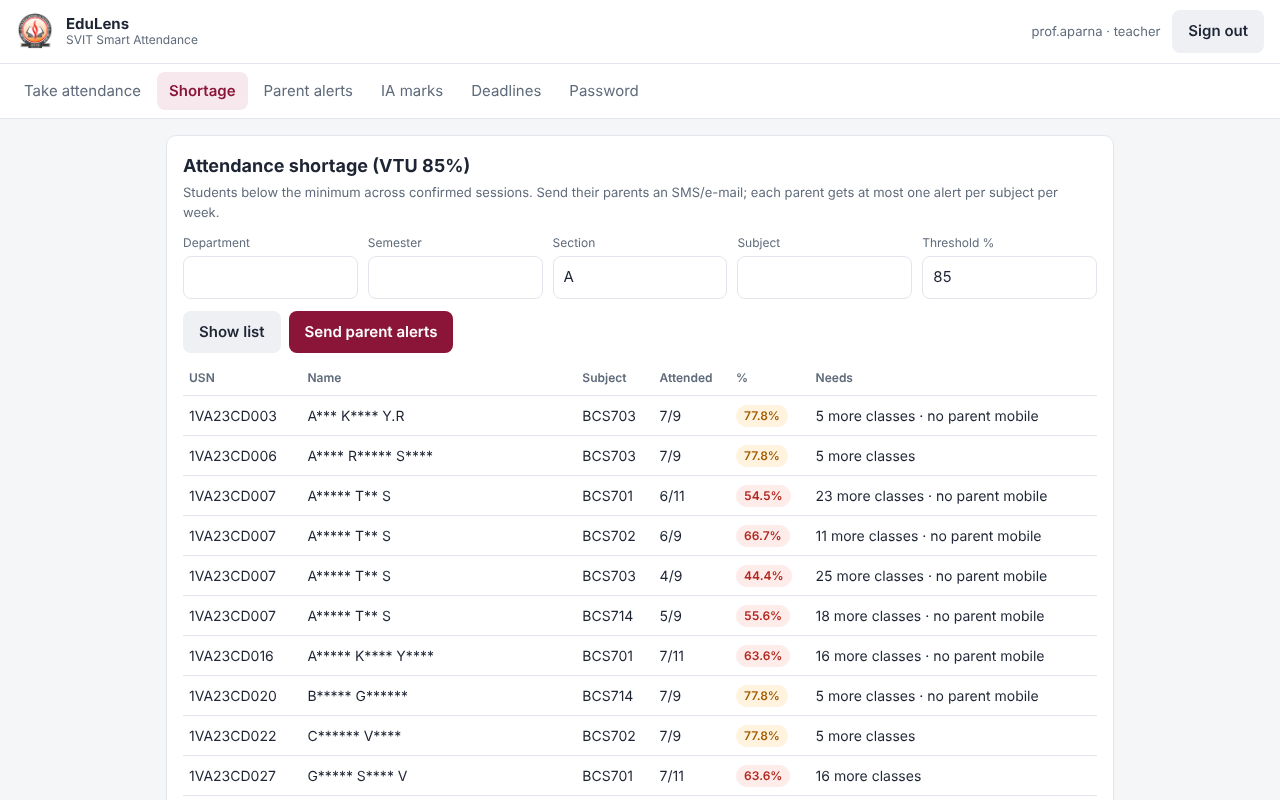 EduLens
SVIT Smart Attendance
prof.aparna · teacher
Sign out
Take attendance Shortage Parent alerts IA marks Deadlines Password
Attendance shortage (VTU 85%)
Students below the minimum across confirmed sessions. Send their parents an SMS/e-mail; each parent gets at most one alert per subject per
week.
Department Semester Section Subject Threshold %
A 85
Show list Send parent alerts
USN Name Subject Attended % Needs
1VA23CD003 A*** K**** Y.R BCS703 7/9 77.8% 5 more classes · no parent mobile
1VA23CD006 A**** R***** S**** BCS703 7/9 77.8% 5 more classes
1VA23CD007 A***** T** S BCS701 6/11 54.5% 23 more classes · no parent mobile
1VA23CD007 A***** T** S BCS702 6/9 66.7% 11 more classes · no parent mobile
1VA23CD007 A***** T** S BCS703 4/9 44.4% 25 more classes · no parent mobile
1VA23CD007 A***** T** S BCS714 5/9 55.6% 18 more classes · no parent mobile
1VA23CD016 A***** K**** Y**** BCS701 7/11 63.6% 16 more classes · no parent mobile
1VA23CD020 B***** G****** BCS714 7/9 77.8% 5 more classes · no parent mobile
1VA23CD022 C****** V**** BCS702 7/9 77.8% 5 more classes
1VA23CD027 G***** S**** V BCS701 7/11 63.6% 16 more classes